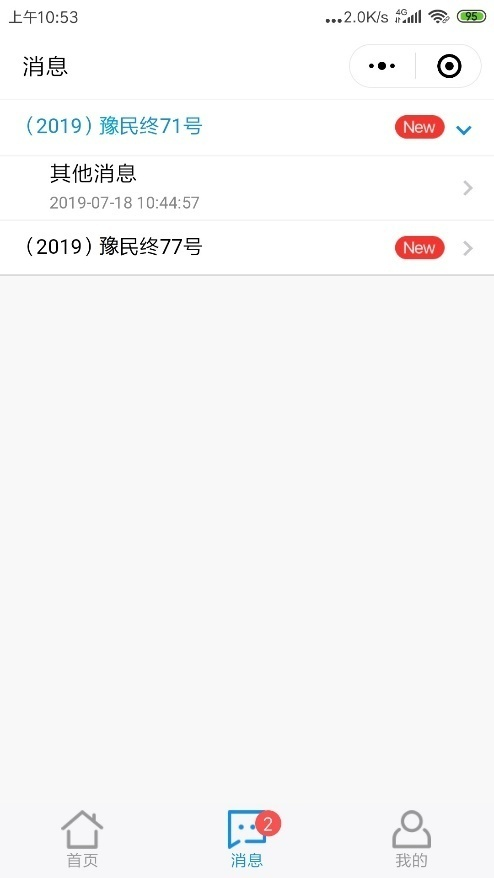 上午10:53
...2.0K/s 4G 95
消息
（2019）豫民终71号 New
其他消息
2019-07-18 10:44:57
（2019）豫民终77号 New
2
首页 消息 我的